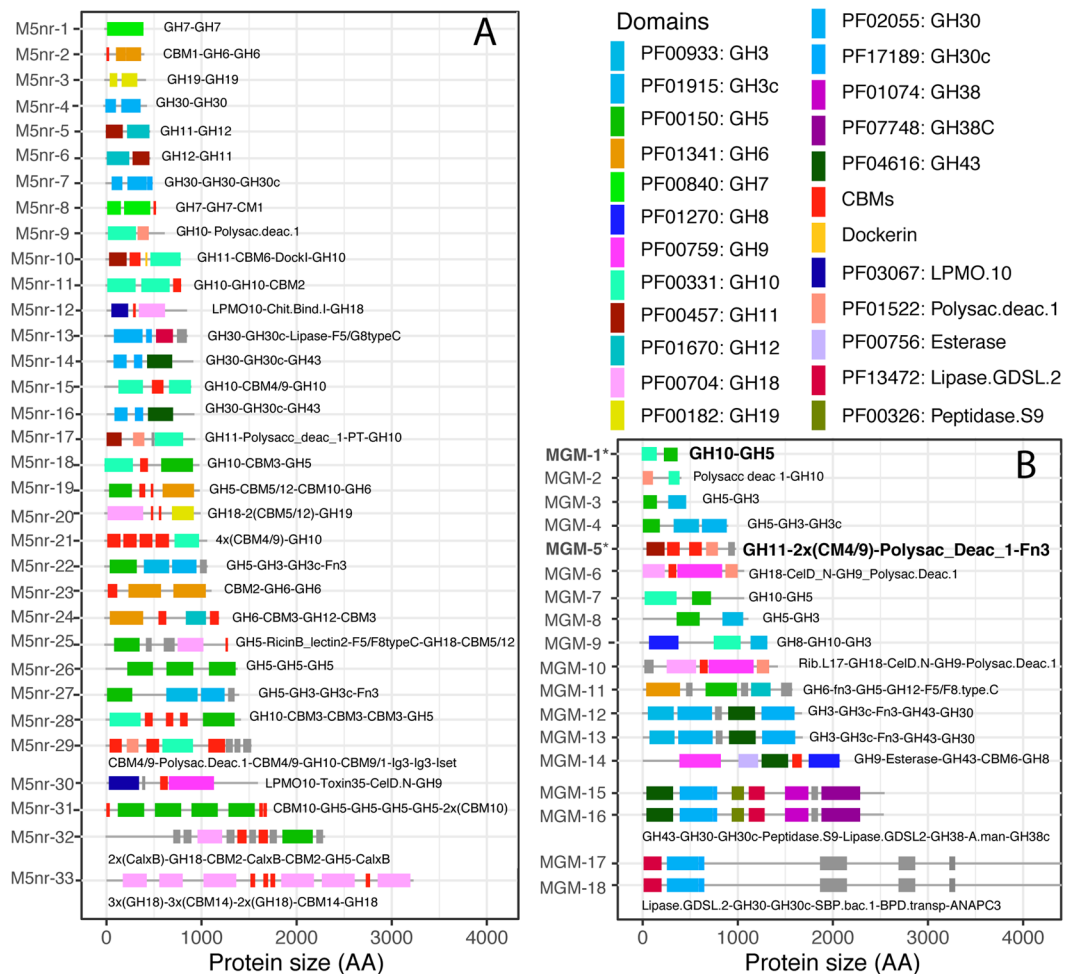 A
M5nr-1 GH7-GH7
M5nr-2 CBM1-GH6-GH6
M5nr-3 GH19-GH19
M5nr-4 GH30-GH30
M5nr-5 GH11-GH12
M5nr-6 GH12-GH11
M5nr-7 GH30-GH30-GH30c
M5nr-8 GH7-GH7-CM1
M5nr-9 GH10- Polysac.deac.1
M5nr-10 GH11-CBM6-DockI-GH10
M5nr-11 GH10-GH10-CBM2
M5nr-12 LPMO10-Chit.Bind.I-GH18
M5nr-13 GH30-GH30c-Lipase-F5/G8typeC
M5nr-14 GH30-GH30c-GH43
M5nr-15 GH10-CBM4/9-GH10
M5nr-16 GH30-GH30c-GH43
M5nr-17 GH11-Polysacc_deac_1-PT-GH10
M5nr-18 GH10-CBM3-GH5
M5nr-19 GH5-CBM5/12-CBM10-GH6
M5nr-20 GH18-2(CBM5/12)-GH19
M5nr-21 4x(CBM4/9)-GH10
M5nr-22 GH5-GH3-GH3c-Fn3
M5nr-23 CBM2-GH6-GH6
M5nr-24 GH6-CBM3-GH12-CBM3
M5nr-25 GH5-RicinB_lectin2-F5/F8typeC-GH18-CBM5/12
M5nr-26 GH5-GH5-GH5
M5nr-27 GH5-GH3-GH3c-Fn3
M5nr-28 GH10-CBM3-CBM3-CBM3-GH5
M5nr-29
CBM4/9-Polysac.Deac.1-CBM4/9-GH10-CBM9/1-Ig3-Ig3-Iset
M5nr-30 LPMO10-Toxin35-CelD.N-GH9
M5nr-31 CBM10-GH5-GH5-GH5-GH5-2x(CBM10)
M5nr-32
2x(CalxB)-GH18-CBM2-CalxB-CBM2-GH5-CalxB
M5nr-33
3x(GH18)-3x(CBM14)-2x(GH18)-CBM14-GH18
0 1000 2000 3000 4000
Protein size (AA)
Domains
PF00933: GH3
PF01915: GH3c
PF00150: GH5
PF01341: GH6
PF00840: GH7
PF01270: GH8
PF00759: GH9
PF00331: GH10
PF00457: GH11
PF01670: GH12
PF00704: GH18
PF00182: GH19
PF02055: GH30
PF17189: GH30c
PF01074: GH38
PF07748: GH38C
PF04616: GH43
CBMs
Dockerin
PF03067: LPMO.10
PF01522: Polysac.deac.1
PF00756: Esterase
PF13472: Lipase.GDSL.2
PF00326: Peptidase.S9
B
MGM-1* GH10-GH5
MGM-2 Polysacc deac 1-GH10
MGM-3 GH5-GH3
MGM-4 GH5-GH3-GH3c
MGM-5* GH11-2x(CM4/9)-Polysac_Deac_1-Fn3
MGM-6 GH18-CelD_N-GH9_Polysac.Deac.1
MGM-7 GH10-GH5
MGM-8 GH5-GH3
MGM-9 GH8-GH10-GH3
MGM-10 Rib.L17-GH18-CelD.N-GH9-Polysac.Deac.1
MGM-11 GH6-fn3-GH5-GH12-F5/F8.type.C
MGM-12 GH3-GH3c-Fn3-GH43-GH30
MGM-13 GH3-GH3c-Fn3-GH43-GH30
MGM-14 GH9-Esterase-GH43-CBM6-GH8
MGM-15
MGM-16
GH43-GH30-GH30c-Peptidase.S9-Lipase.GDSL2-GH38-A.man-GH38c
MGM-17
MGM-18
Lipase.GDSL.2-GH30-GH30c-SBP.bac.1-BPD.transp-ANAPC3
0 1000 2000 3000 4000
Protein size (AA)